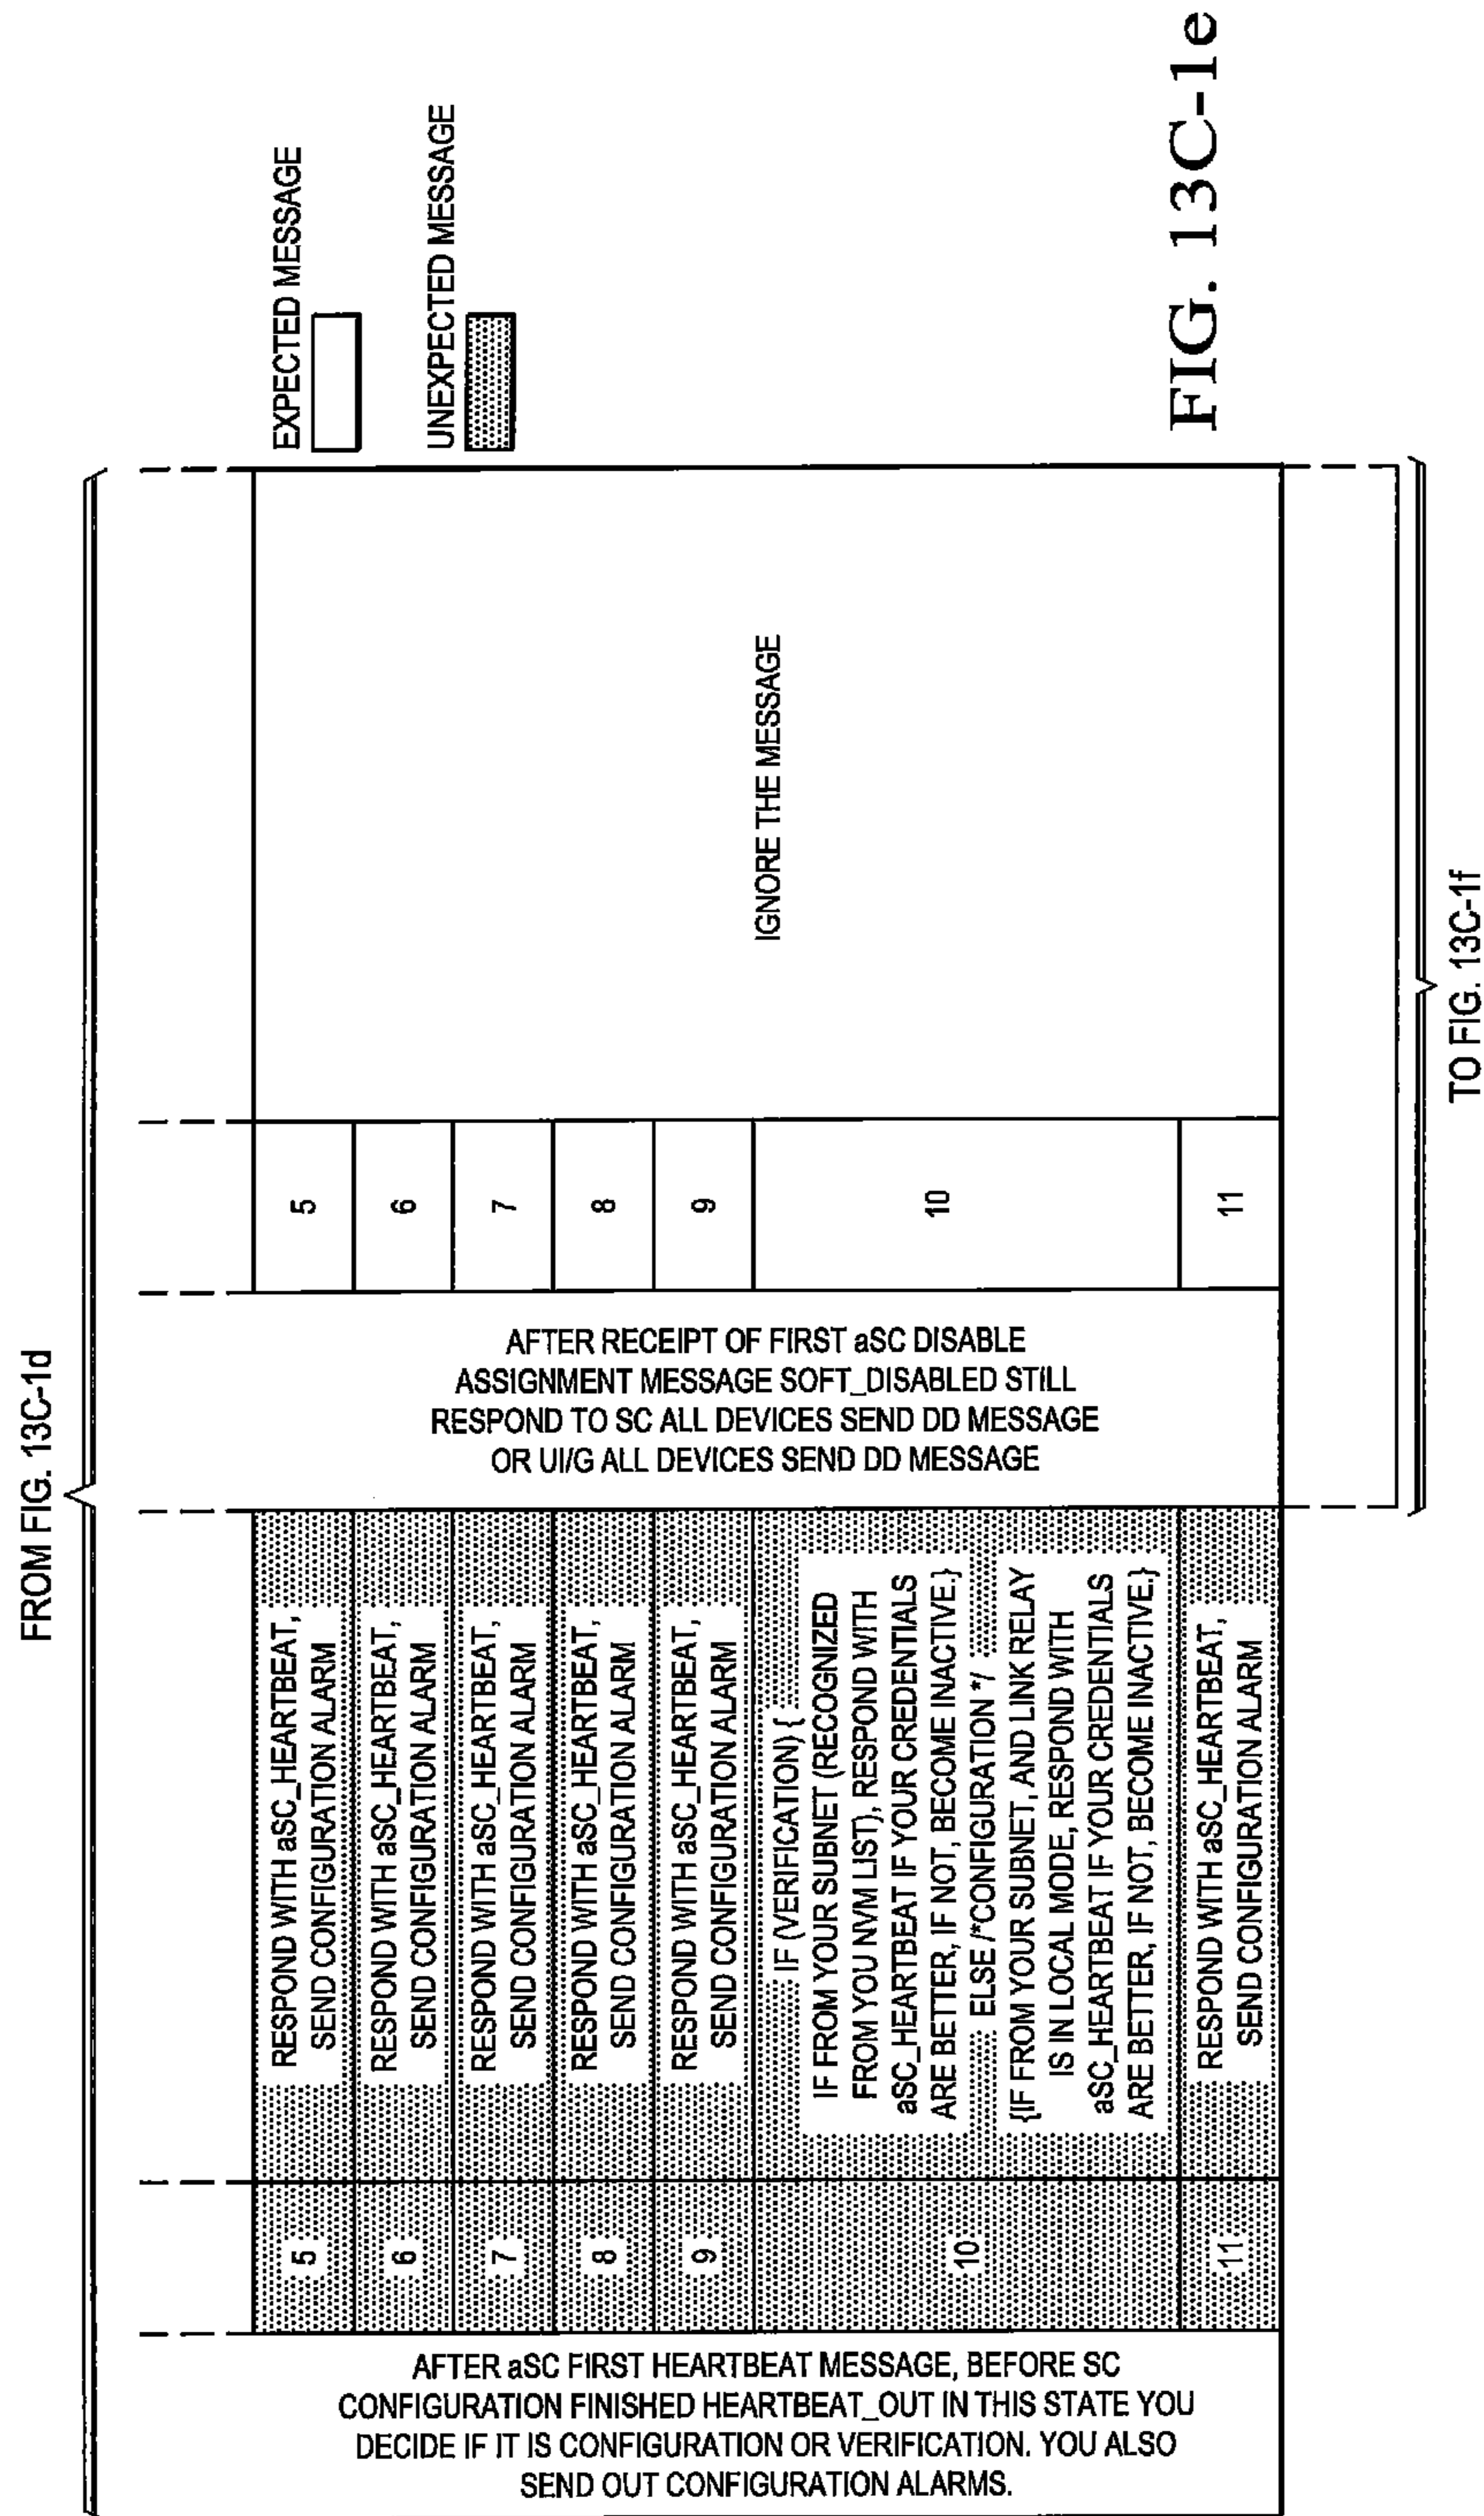 FROM FIG. 13C-1d
AFTER aSC FIRST HEARTBEAT MESSAGE, BEFORE SC
CONFIGURATION FINISHED HEARTBEAT_OUT IN THIS STATE YOU
DECIDE IF IT IS CONFIGURATION OR VERIFICATION. YOU ALSO
SEND OUT CONFIGURATION ALARMS.
5
RESPOND WITH aSC_HEARTBEAT,
SEND CONFIGURATION ALARM
6
RESPOND WITH aSC_HEARTBEAT,
SEND CONFIGURATION ALARM
7
RESPOND WITH aSC_HEARTBEAT,
SEND CONFIGURATION ALARM
8
RESPOND WITH aSC_HEARTBEAT,
SEND CONFIGURATION ALARM
9
RESPOND WITH aSC_HEARTBEAT,
SEND CONFIGURATION ALARM
10
IF (VERIFICATION) {
IF FROM YOUR SUBNET (RECOGNIZED
FROM YOU NVM LIST), RESPOND WITH
aSC_HEARTBEAT IF YOUR CREDENTIALS
ARE BETTER, IF NOT, BECOME INACTIVE.}
ELSE /*CONFIGURATION */
{IF FROM YOUR SUBNET, AND LINK RELAY
IS IN LOCAL MODE, RESPOND WITH
aSC_HEARTBEAT IF YOUR CREDENTIALS
ARE BETTER, IF NOT, BECOME INACTIVE.}
11
RESPOND WITH aSC_HEARTBEAT,
SEND CONFIGURATION ALARM
AFTER RECEIPT OF FIRST aSC DISABLE
ASSIGNMENT MESSAGE SOFT_DISABLED STILL
RESPOND TO SC ALL DEVICES SEND DD MESSAGE
OR UI/G ALL DEVICES SEND DD MESSAGE
5
6
7
8
9
10
11
IGNORE THE MESSAGE
EXPECTED MESSAGE
UNEXPECTED MESSAGE
TO FIG. 13C-1f
FIG. 13C-1e